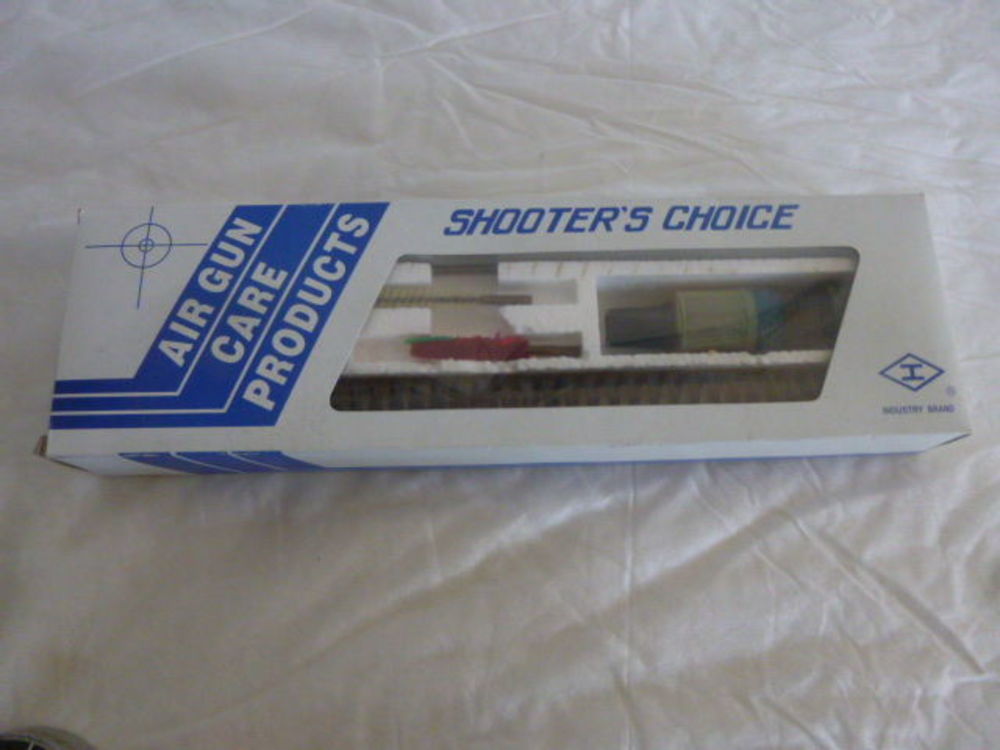 SHOOTER'S CHOICE
AIR GUN
CARE
PRODUCTS
INDUSTRY BRAND